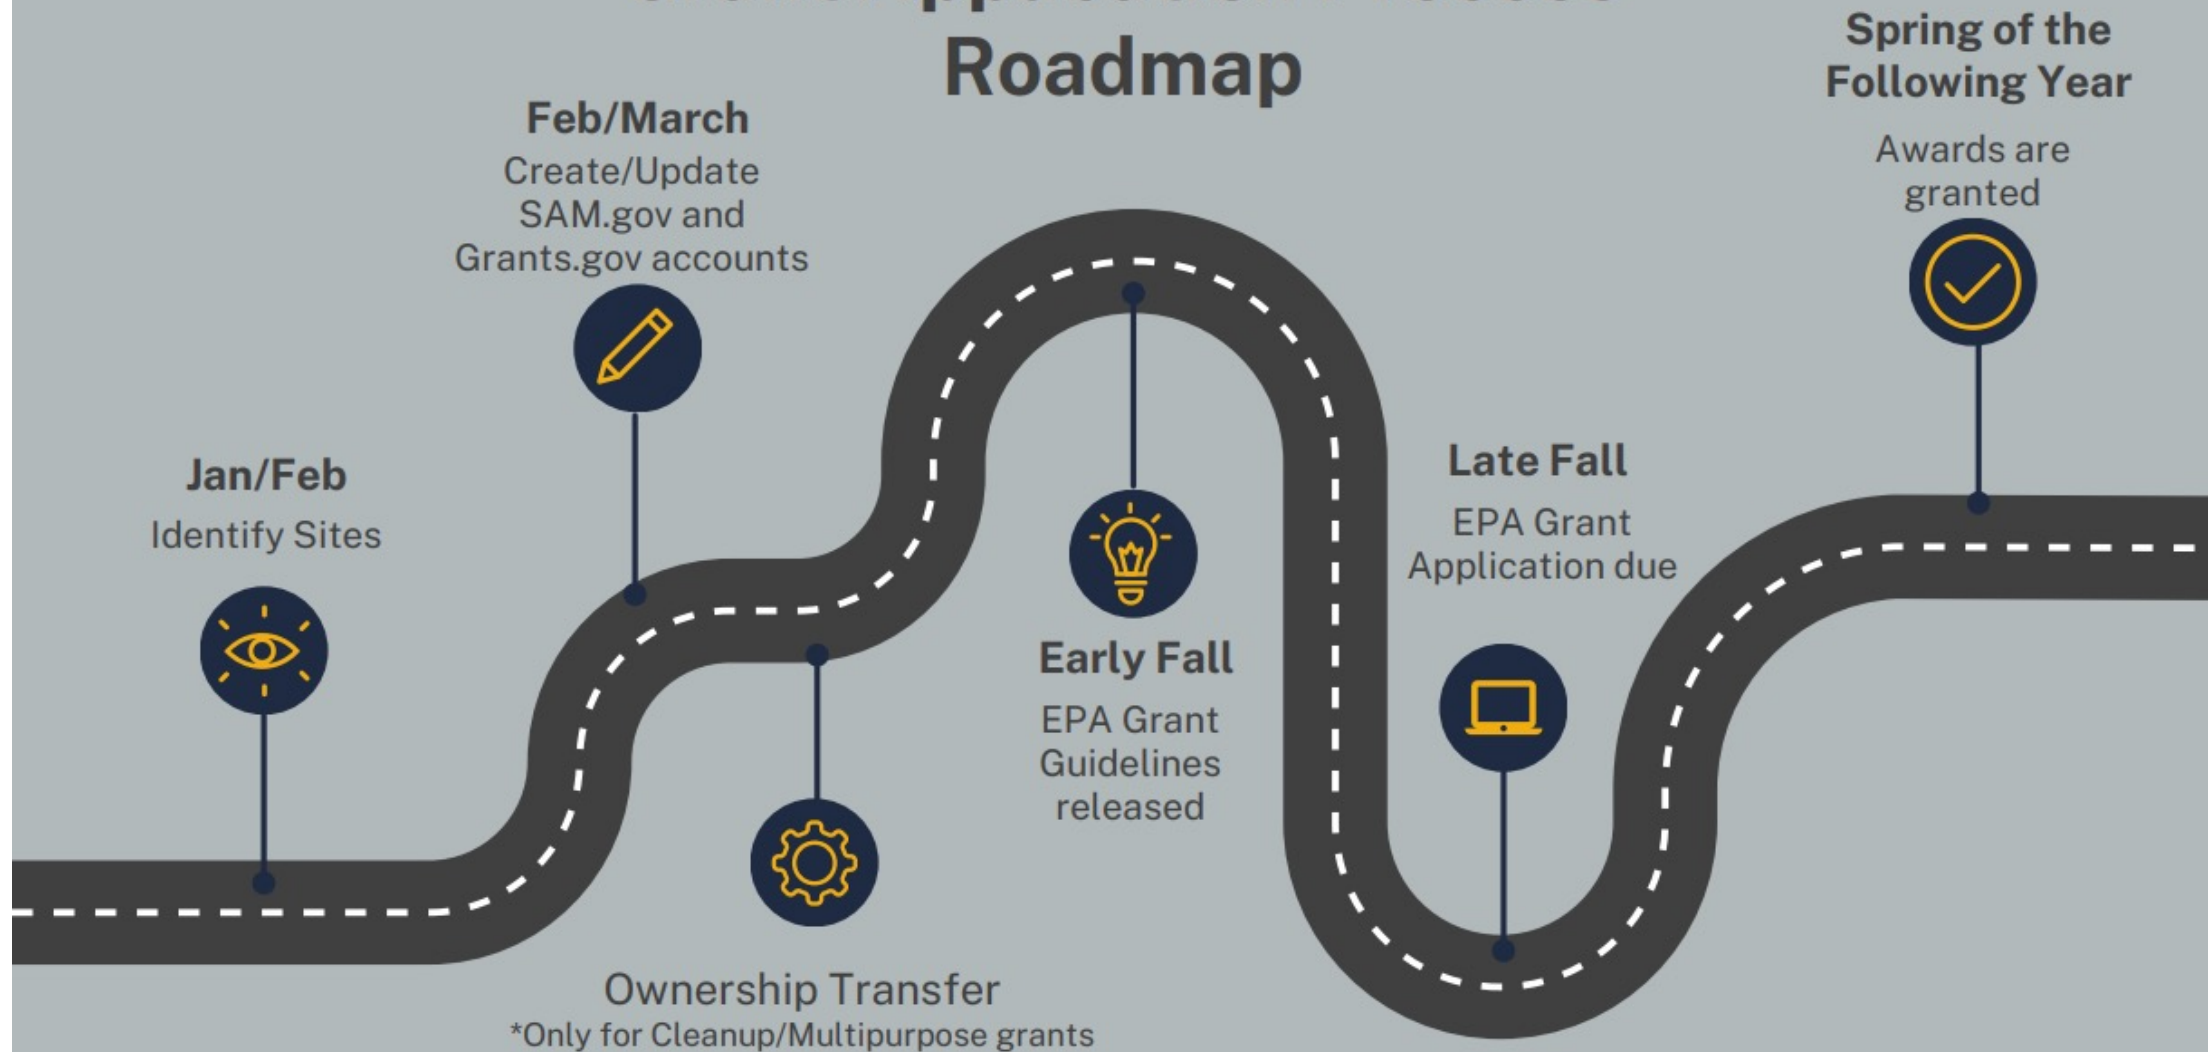 Roadmap
Jan/Feb
Identify Sites
Feb/March
Create/Update
SAM.gov and
Grants.gov accounts
Ownership Transfer
*Only for Cleanup/Multipurpose grants
Early Fall
EPA Grant
Guidelines
released
Late Fall
EPA Grant
Application due
Spring of the
Following Year
Awards are
granted